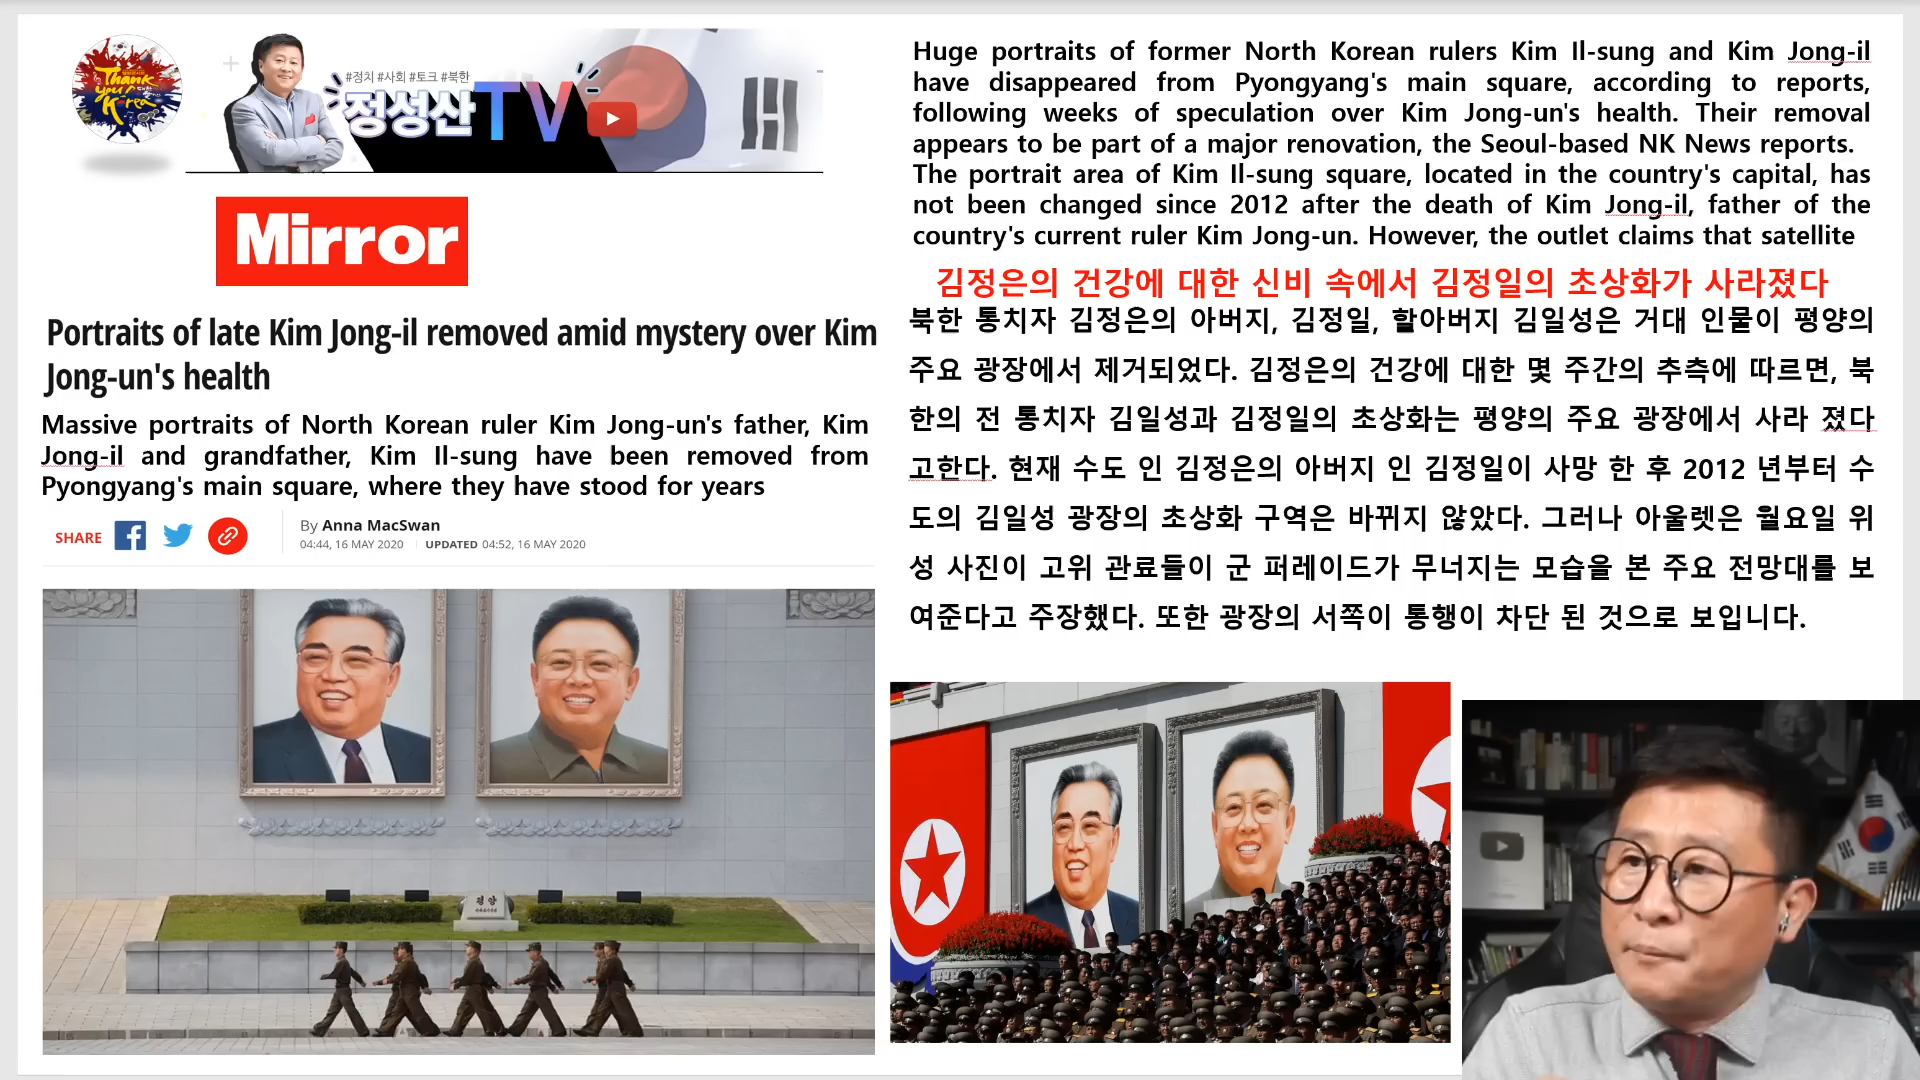 Thank
you
Korea
#정치 #사회 #토크 #북한
정성산TV
Mirror
Portraits of late Kim Jong-il removed amid mystery over Kim
Jong-un's health
Massive portraits of North Korean ruler Kim Jong-un's father, Kim
Jong-il and grandfather, Kim Il-sung have been removed from
Pyongyang's main square, where they have stood for years
SHARE
By Anna MacSwan
04:44, 16 MAY 2020 UPDATED 04:52, 16 MAY 2020
평양
Huge portraits of former North Korean rulers Kim Il-sung and Kim Jong-il
have disappeared from Pyongyang's main square, according to reports,
following weeks of speculation over Kim Jong-un's health. Their removal
appears to be part of a major renovation, the Seoul-based NK News reports.
The portrait area of Kim Il-sung square, located in the country's capital, has
not been changed since 2012 after the death of Kim Jong-il, father of the
country's current ruler Kim Jong-un. However, the outlet claims that satellite
김정은의 건강에 대한 신비 속에서 김정일의 초상화가 사라졌다
북한 통치자 김정은의 아버지, 김정일, 할아버지 김일성은 거대 인물이 평양의
주요 광장에서 제거되었다. 김정은의 건강에 대한 몇 주간의 추측에 따르면, 북
한의 전 통치자 김일성과 김정일의 초상화는 평양의 주요 광장에서 사라 졌다
고한다. 현재 수도 인 김정은의 아버지 인 김정일이 사망 한 후 2012 년부터 수
도의 김일성 광장의 초상화 구역은 바뀌지 않았다. 그러나 아울렛은 월요일 위
성 사진이 고위 관료들이 군 퍼레이드가 무너지는 모습을 본 주요 전망대를 보
여준다고 주장했다. 또한 광장의 서쪽이 통행이 차단 된 것으로 보입니다.